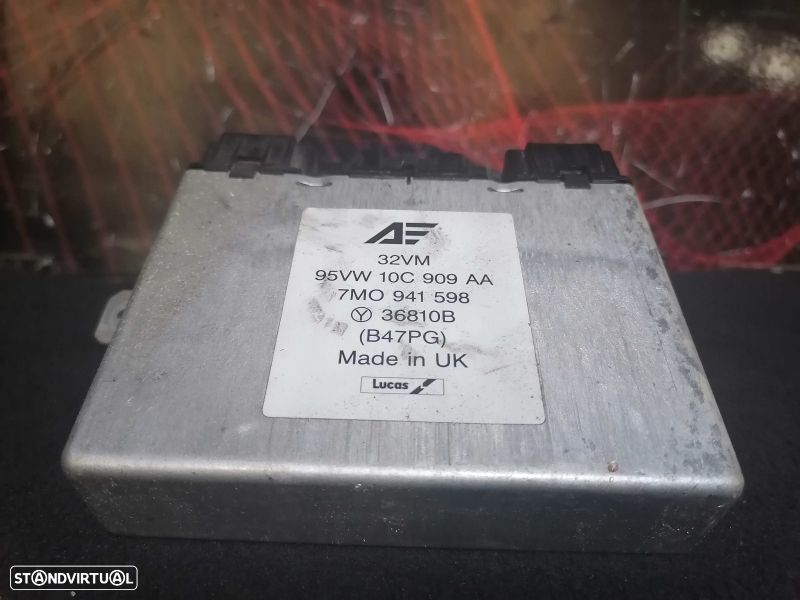 AE
32VM
95VW 10C 909 AA
7MO 941 598
Y 36810B
(B47PG)
Made in UK
Lucas
STANDVIRTUAL